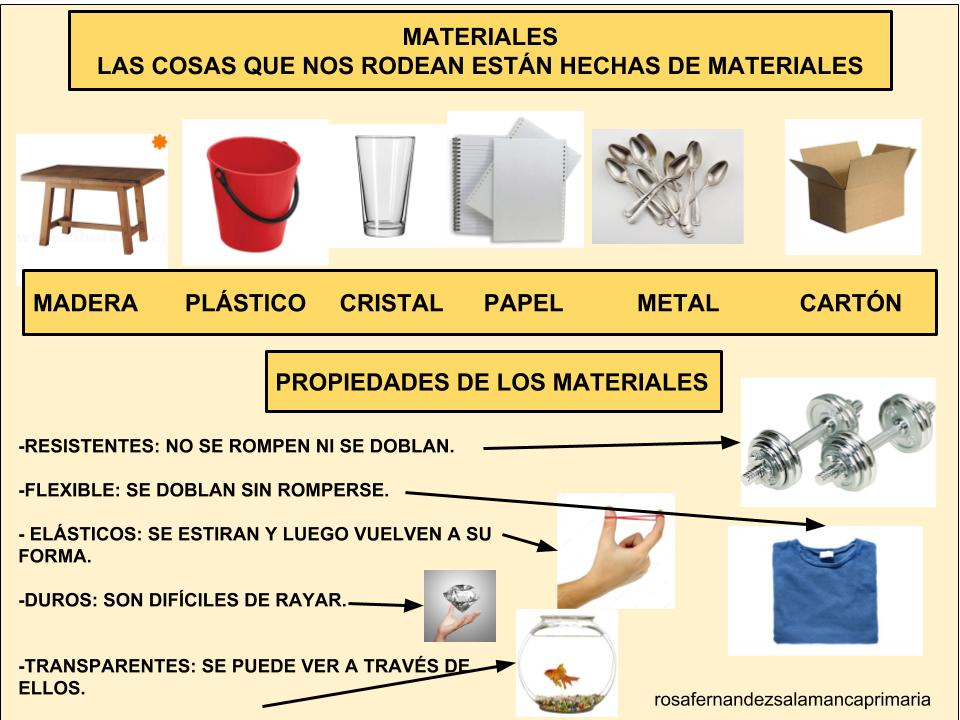 MATERIALES
LAS COSAS QUE NOS RODEAN ESTÁN HECHAS DE MATERIALES
MADERA PLÁSTICO CRISTAL PAPEL METAL CARTÓN
PROPIEDADES DE LOS MATERIALES
-RESISTENTES: NO SE ROMPEN NI SE DOBLAN.
-FLEXIBLE: SE DOBLAN SIN ROMPERSE.
- ELÁSTICOS: SE ESTIRAN Y LUEGO VUELVEN A SU
FORMA.
-DUROS: SON DIFÍCILES DE RAYAR.
-TRANSPARENTES: SE PUEDE VER A TRAVÉS DE
ELLOS.
rosafernandezsalamancaprimaria